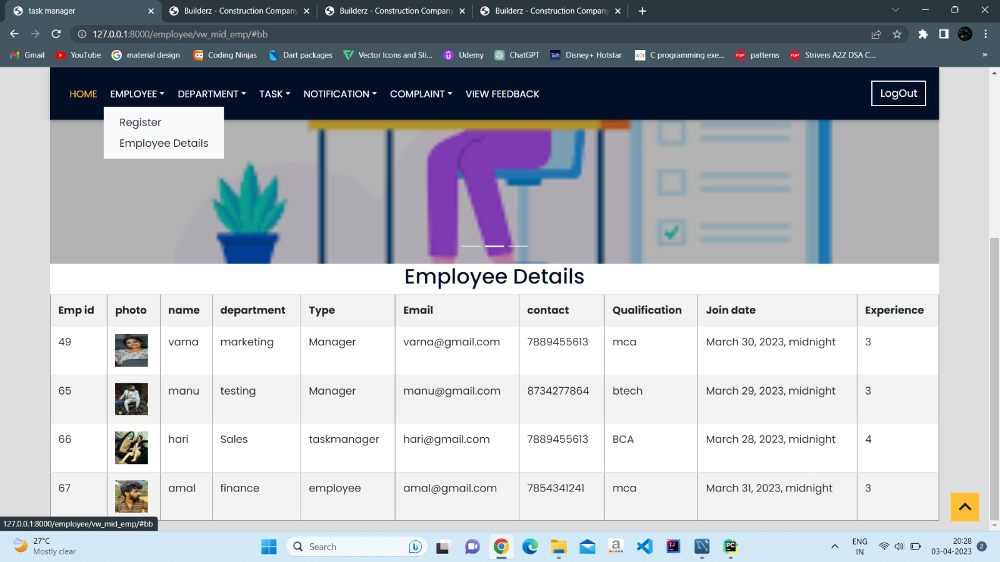 task manager
Builderz - Construction Company
Builderz - Construction Company
Builderz - Construction Company
127.0.0.1:8000/employee/vw_mid_emp/#bb
Gmail YouTube material design Coding Ninjas Dart packages Vector Icons and Sti... Udemy ChatGPT Disney+ Hotstar C programming exe... patterns Strivers A2Z DSA C... »
HOME EMPLOYEE DEPARTMENT TASK NOTIFICATION COMPLAINT VIEW FEEDBACK LogOut
Register
Employee Details
Employee Details
Emp id photo name department Type Email contact Qualification Join date Experience
49 varna marketing Manager varna@gmail.com 7889455613 mca March 30, 2023, midnight 3
65 manu testing Manager manu@gmail.com 8734277864 btech March 29, 2023, midnight 3
66 hari Sales taskmanager hari@gmail.com 7889455613 BCA March 28, 2023, midnight 4
67 amal finance employee amal@gmail.com 7854341241 mca March 31, 2023, midnight 3
127.0.0.1:8000/employee/vw_mid_emp/#bb
27°C
Mostly clear
Search
ENG
IN
20:28
03-04-2023
2